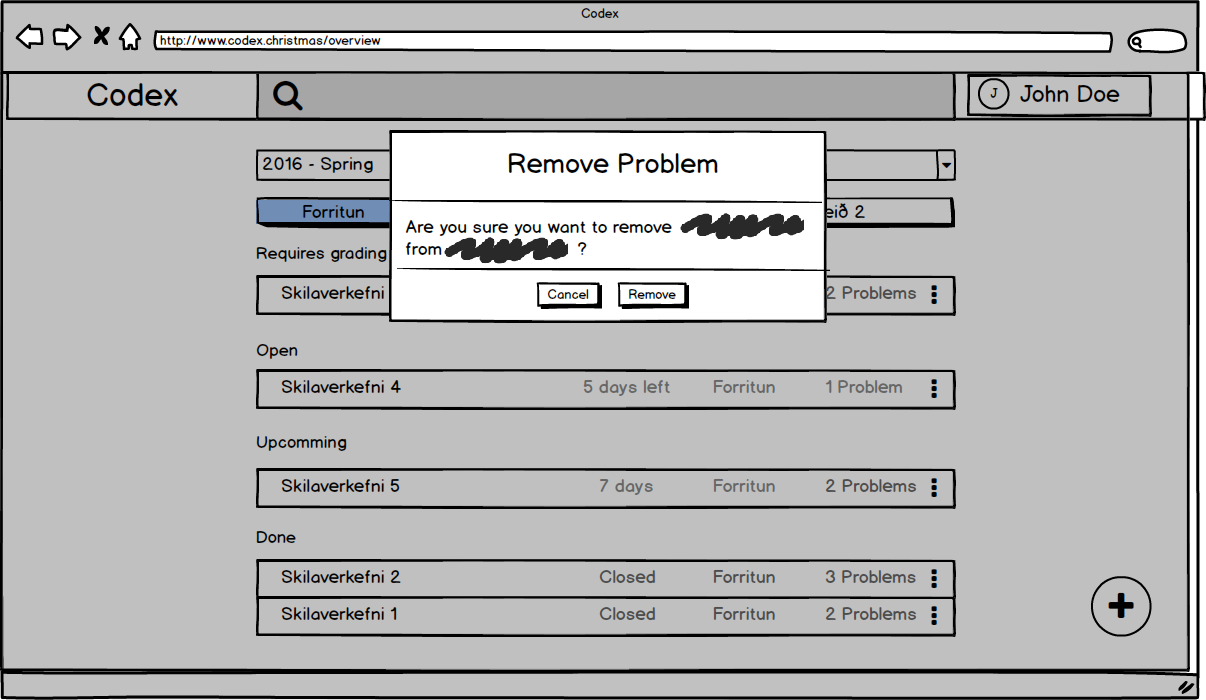 Codex
http://www.codex.christmas/overview
Codex
J John Doe
2016 - Spring
Remove Problem
Forritun
eið 2
Are you sure you want to remove
from ?
Requires grading
Skilaverkefni
2 Problems
Cancel Remove
Open
Skilaverkefni 4 5 days left Forritun 1 Problem
Upcomming
Skilaverkefni 5 7 days Forritun 2 Problems
Done
Skilaverkefni 2 Closed Forritun 3 Problems
Skilaverkefni 1 Closed Forritun 2 Problems